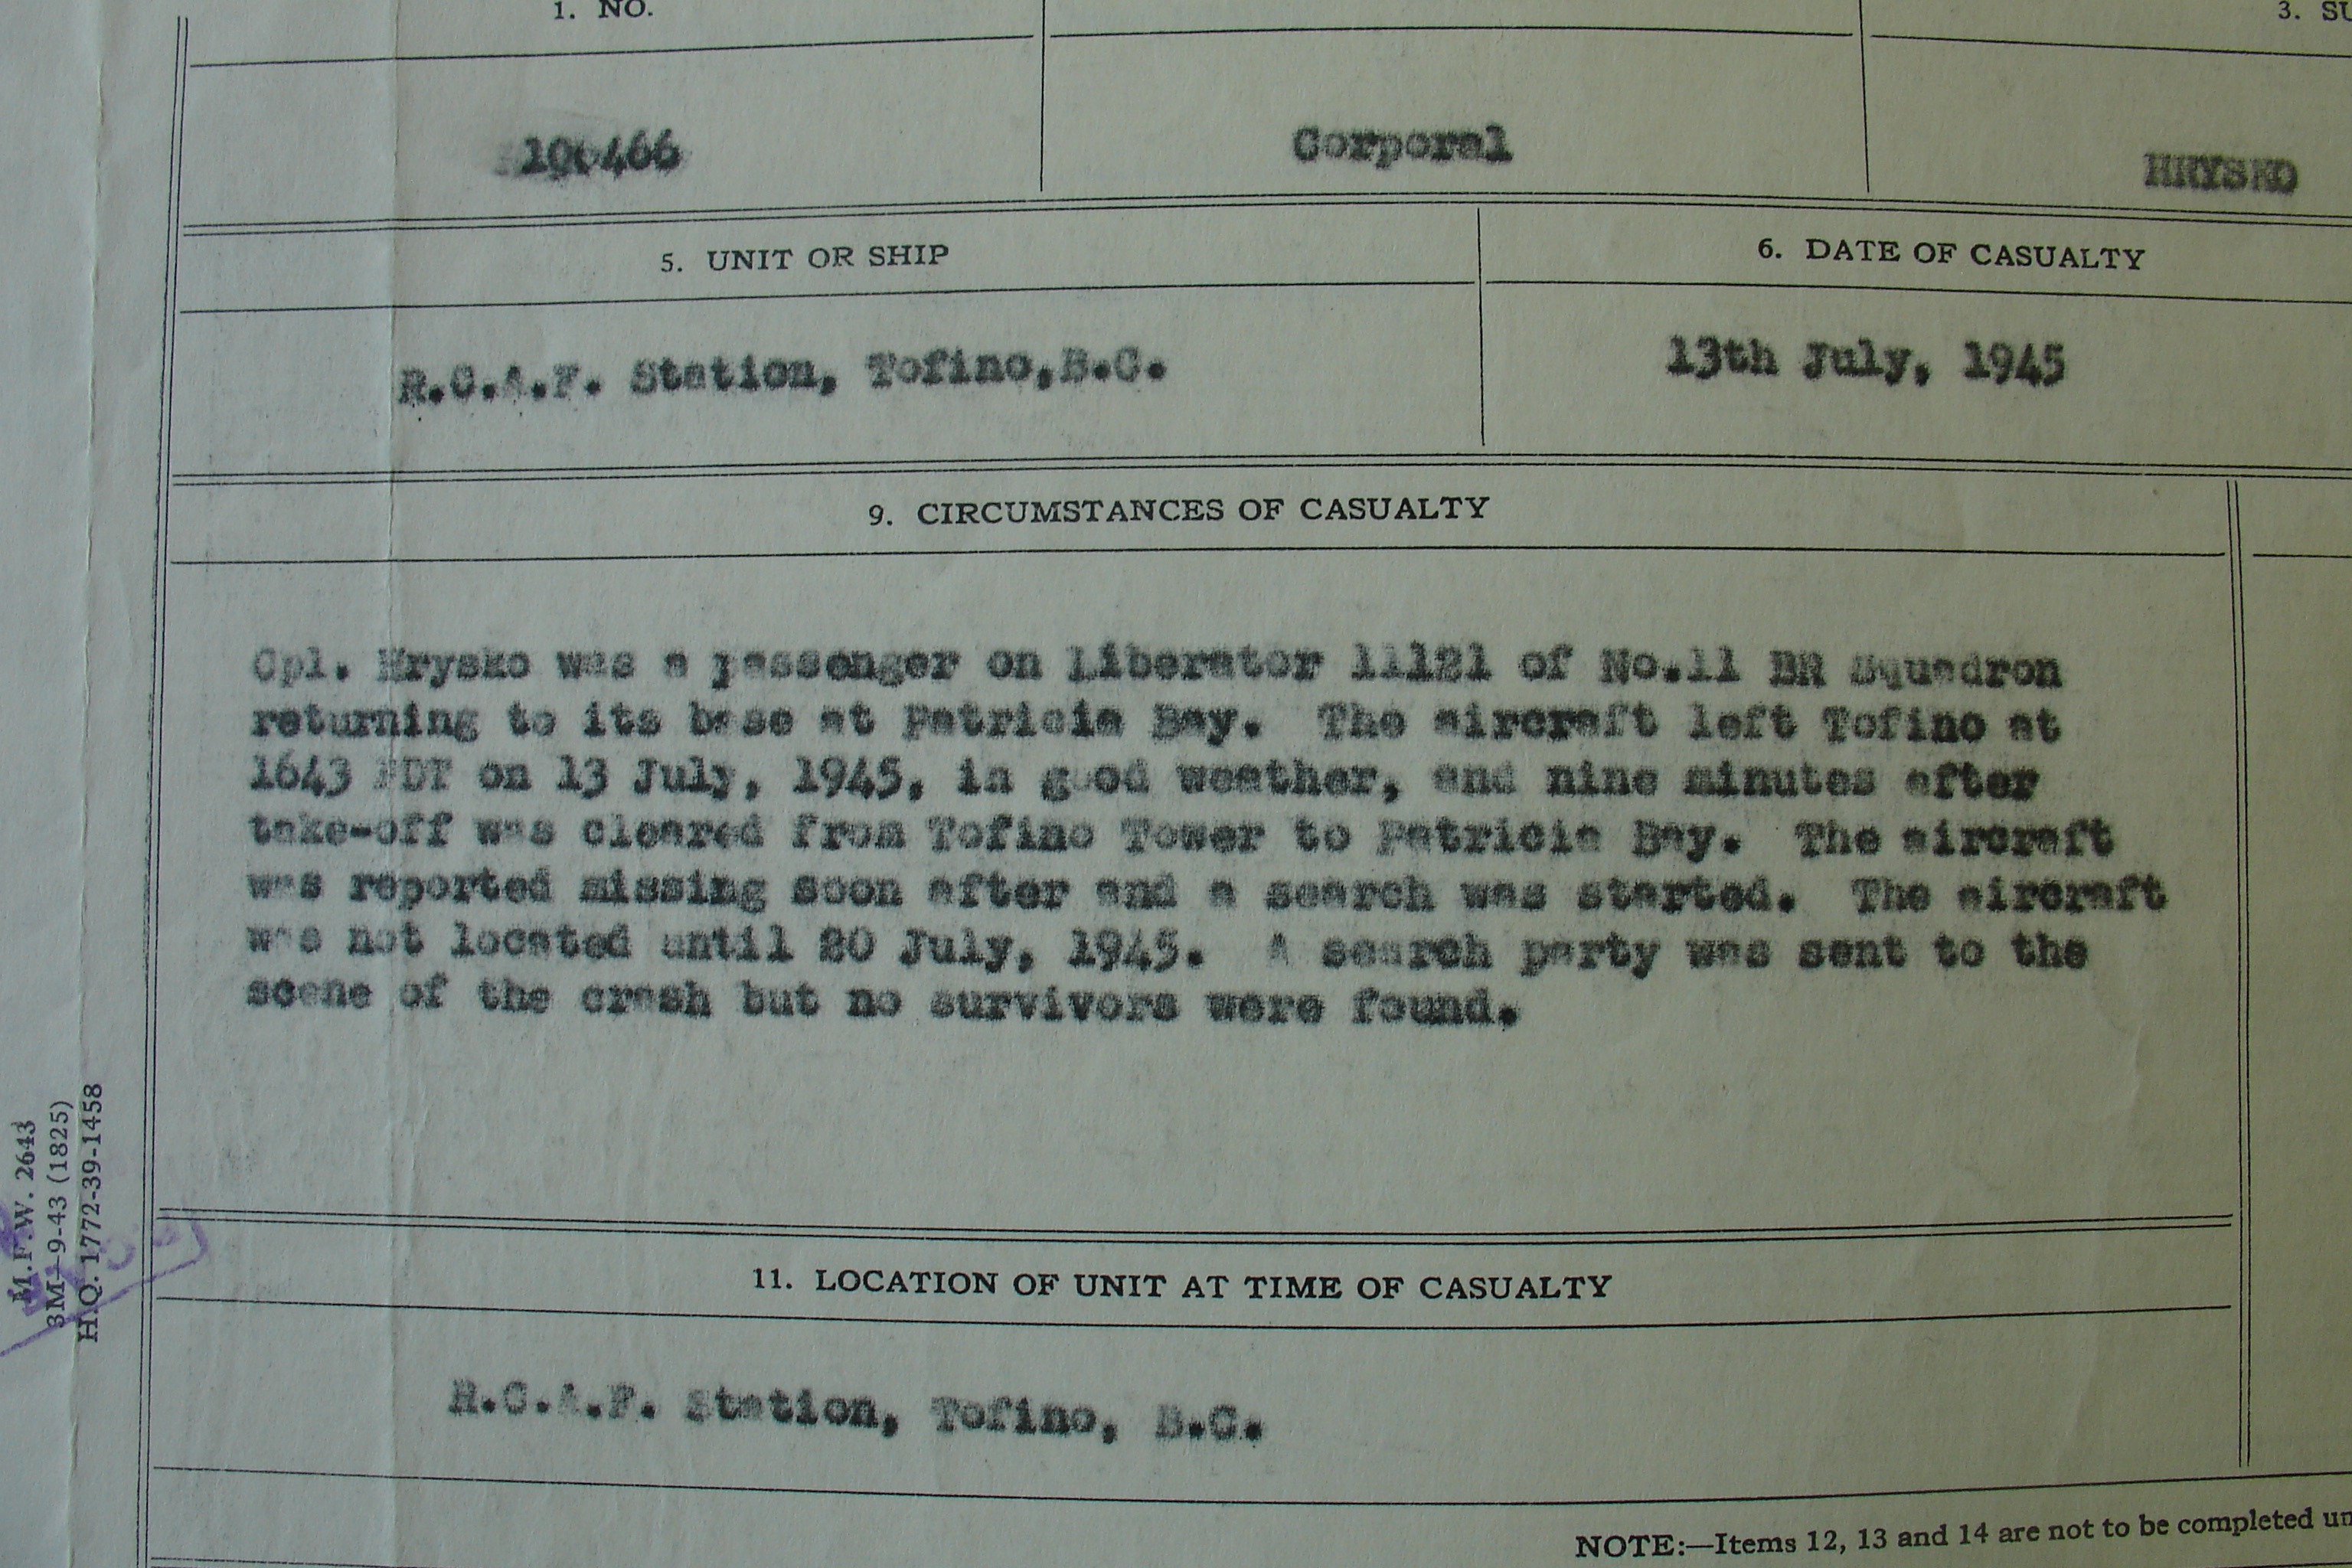 1. NO.
3. SU
100466
Corporal
HRYSKO
5. UNIT OR SHIP
6. DATE OF CASUALTY
R.C.A.F. Station, Tofino,B.C.
13th July, 1945
9. CIRCUMSTANCES OF CASUALTY
Cpl. Hrysko was a passenger on Liberator 11121 of No.11 BR Squadron
returning to its base at Patricia Bay. The aircraft left Tofino at
1643 PDT on 13 July, 1945, in good weather, and nine minutes after
take-off was cleared from Tofino Tower to Patricia Bay. The aircraft
was reported missing soon after and a search was started. The aircraft
was not located until 20 July, 1945. A search party was sent to the
scene of the crash but no survivors were found.
M.F.W. 2643
3M—9-43 (1825)
H.Q. 1772-39-1458
11. LOCATION OF UNIT AT TIME OF CASUALTY
R.C.A.F. Station, Tofino, B.C.
NOTE:—Items 12, 13 and 14 are not to be completed un